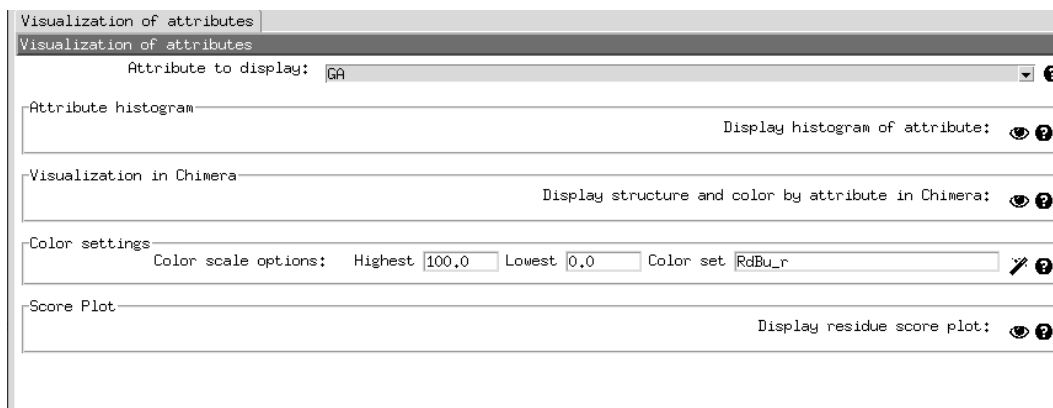 Visualization of attributes
Visualization of attributes
Attribute to display: GA
Attribute histogram
Display histogram of attribute:
Visualization in Chimera
Display structure and color by attribute in Chimera:
Color settings
Color scale options: Highest 100.0 Lowest 0.0 Color set RdBu_r
Score Plot
Display residue score plot: